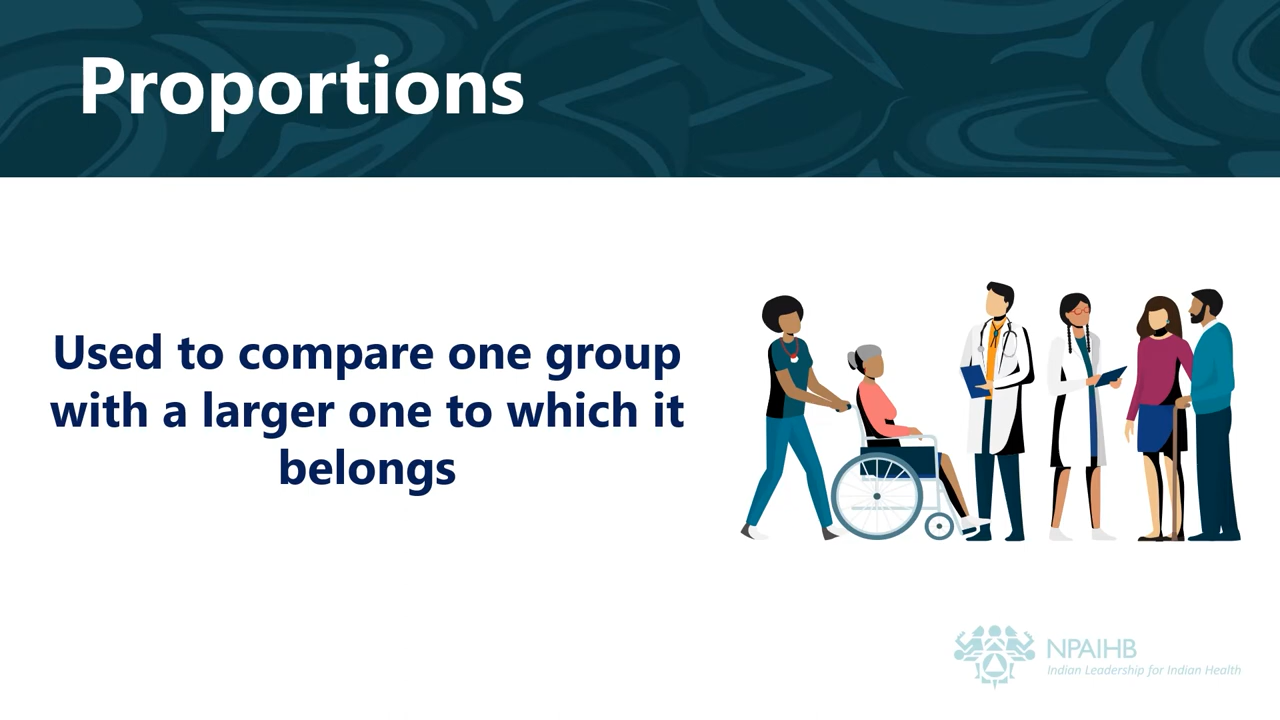 Proportions
Used to compare one group
with a larger one to which it
belongs
NPAIHB
Indian Leadership for Indian Health